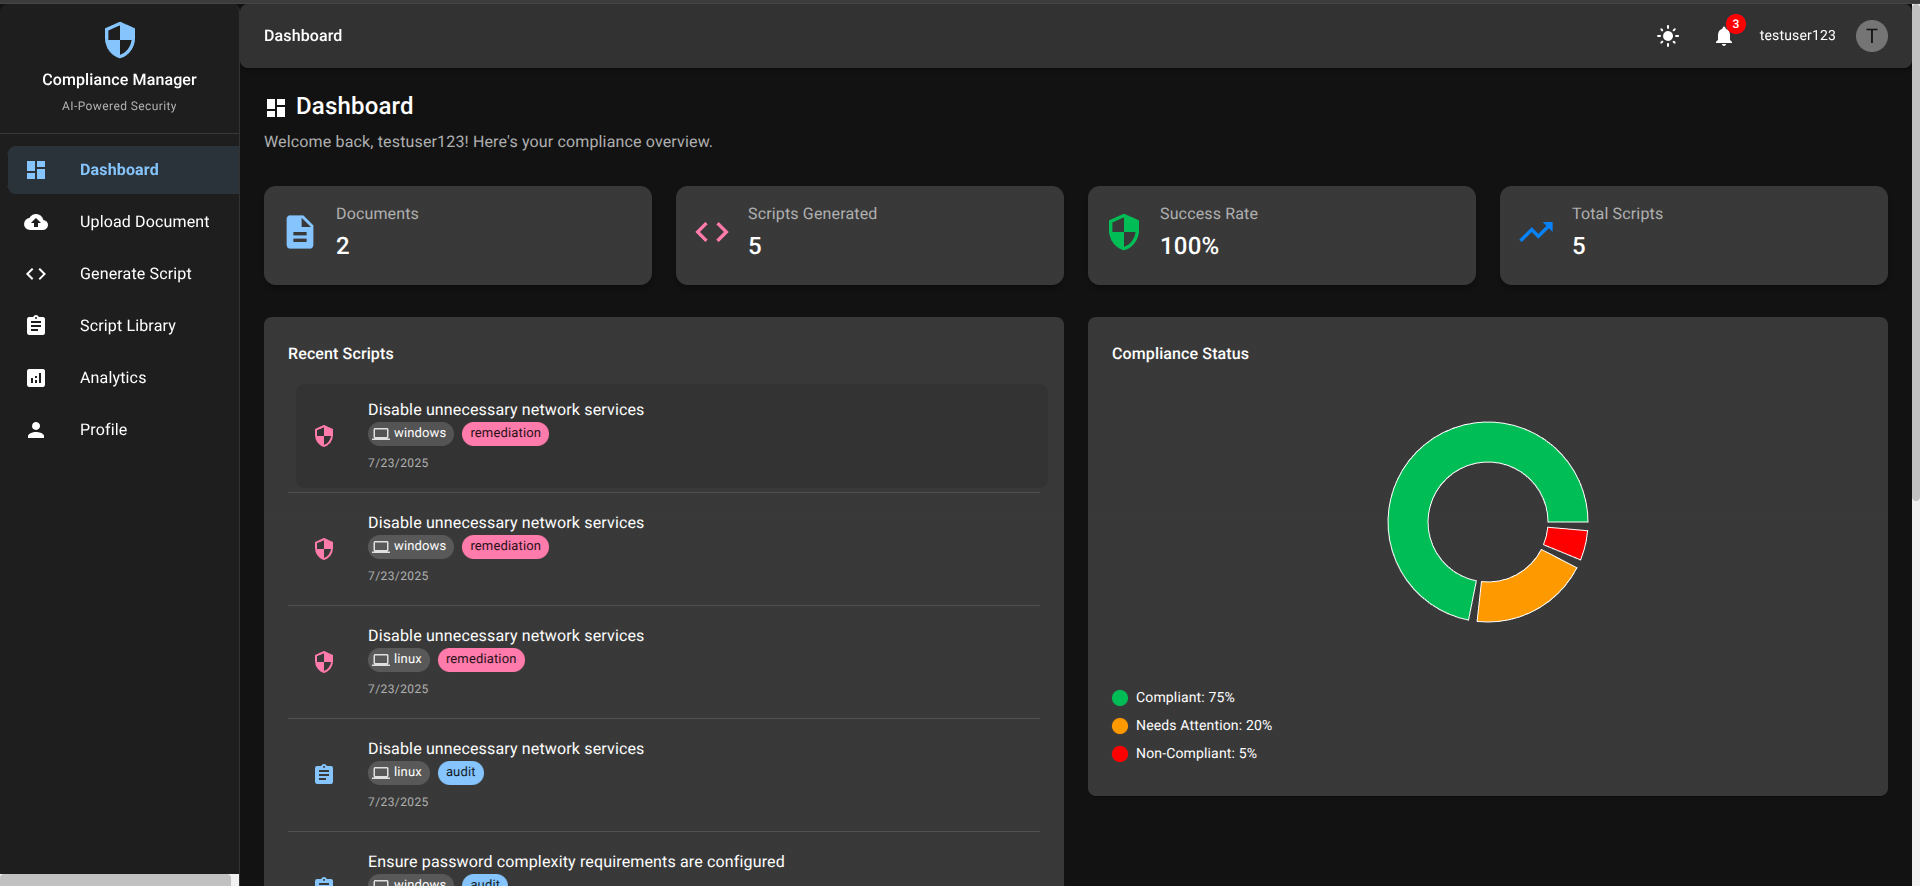 Compliance Manager
AI-Powered Security
Dashboard
Upload Document
Generate Script
Script Library
Analytics
Profile
Dashboard
3
testuser123
T
Dashboard
Welcome back, testuser123! Here's your compliance overview.
Documents
2
Scripts Generated
5
Success Rate
100%
Total Scripts
5
Recent Scripts
Disable unnecessary network services
windows remediation
7/23/2025
Disable unnecessary network services
windows remediation
7/23/2025
Disable unnecessary network services
linux remediation
7/23/2025
Disable unnecessary network services
linux audit
7/23/2025
Ensure password complexity requirements are configured
windows audit
Compliance Status
Compliant: 75%
Needs Attention: 20%
Non-Compliant: 5%